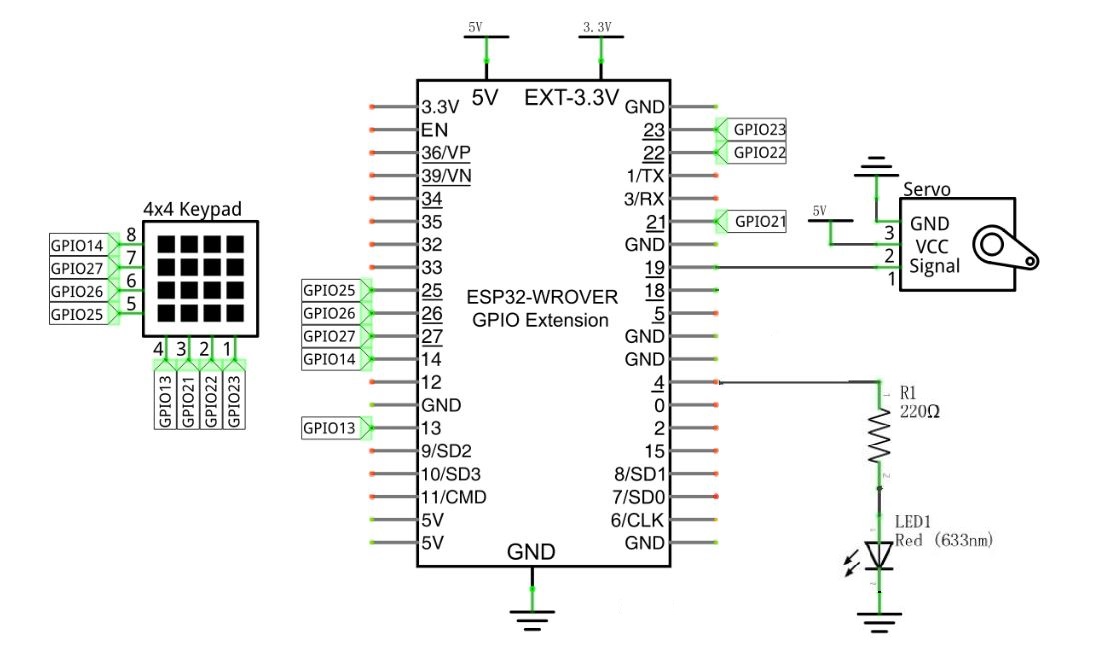 5V
3.3V
5V
EXT-3.3V
3.3V
EN
36/VP
39/VN
34
35
32
33
25
26
27
14
12
GND
13
9/SD2
10/SD3
11/CMD
5V
5V
GND
23
22
1/TX
3/RX
21
GND
19
18
5
GND
GND
4
0
2
15
8/SD1
7/SD0
6/CLK
GND
ESP32-WROVER
GPIO Extension
GND
GPIO25
GPIO26
GPIO27
GPIO14
GPIO13
GPIO23
GPIO22
GPIO21
4x4 Keypad
GPIO14 8
GPIO27 7
GPIO26 6
GPIO25 5
4 3 2 1
GPIO13
GPIO21
GPIO22
GPIO23
Servo
5V
GND
3
VCC
2
Signal
1
1
R1
220Ω
2
1
LED1
Red (633nm)
2